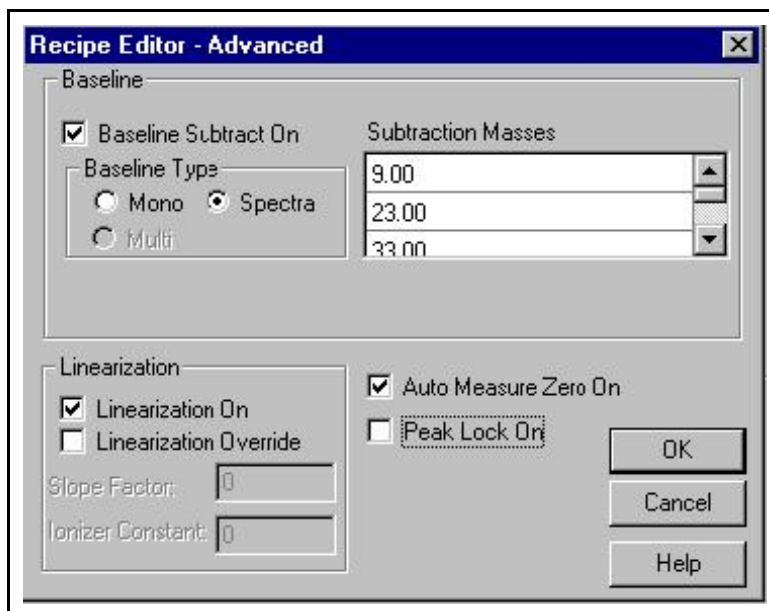 Recipe Editor - Advanced
Baseline
Baseline Subtract On
Subtraction Masses
Baseline Type
Mono
Spectra
Multi
9.00
23.00
33.00
Linearization
Linearization On
Linearization Override
Slope Factor:
0
Ionizer Constant:
0
Auto Measure Zero On
Peak Lock On
OK
Cancel
Help